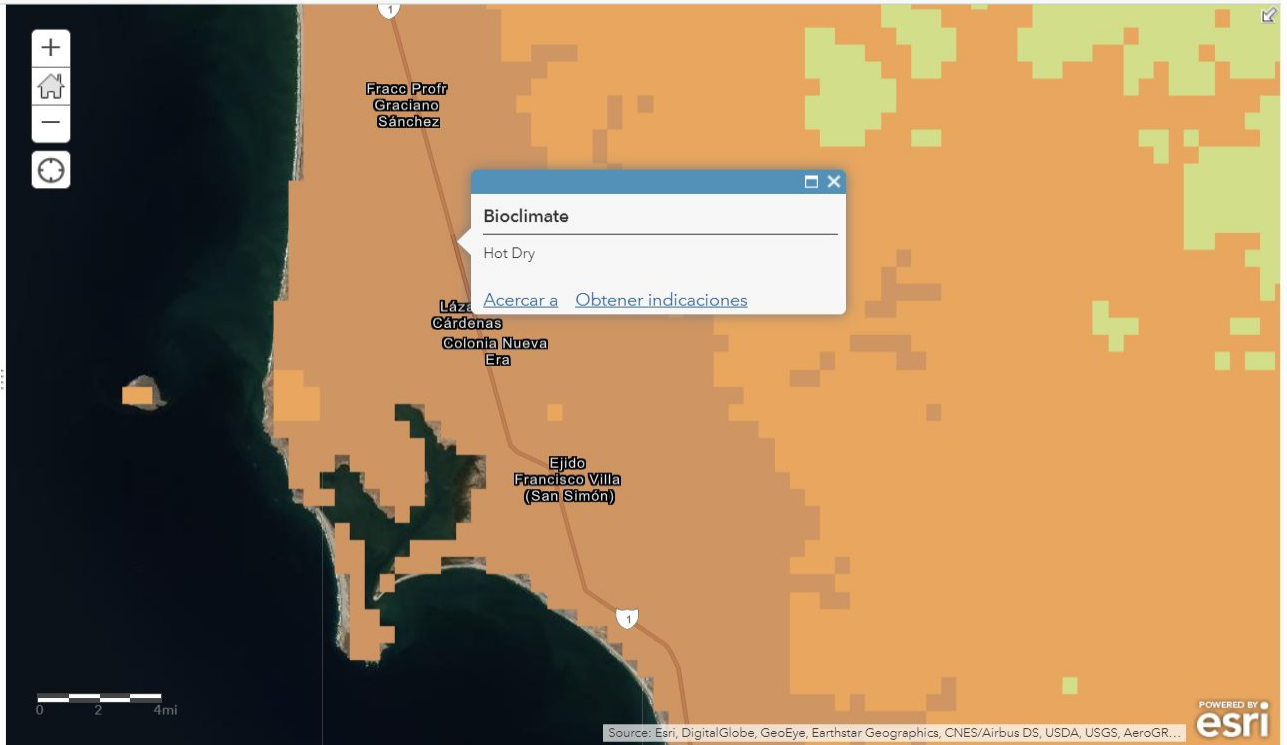 1
Fracc Profr
Graciano
Sánchez
Bioclimate
Hot Dry
Acercar a Obtener indicaciones
Cárdenas
Colonia Nueva
Era
Ejido
Francisco Villa
(San Simón)
1
0 2 4mi
POWERED BY
esri
Source: Esri, DigitalGlobe, GeoEye, Earthstar Geographics, CNES/Airbus DS, USDA, USGS, AeroGR...